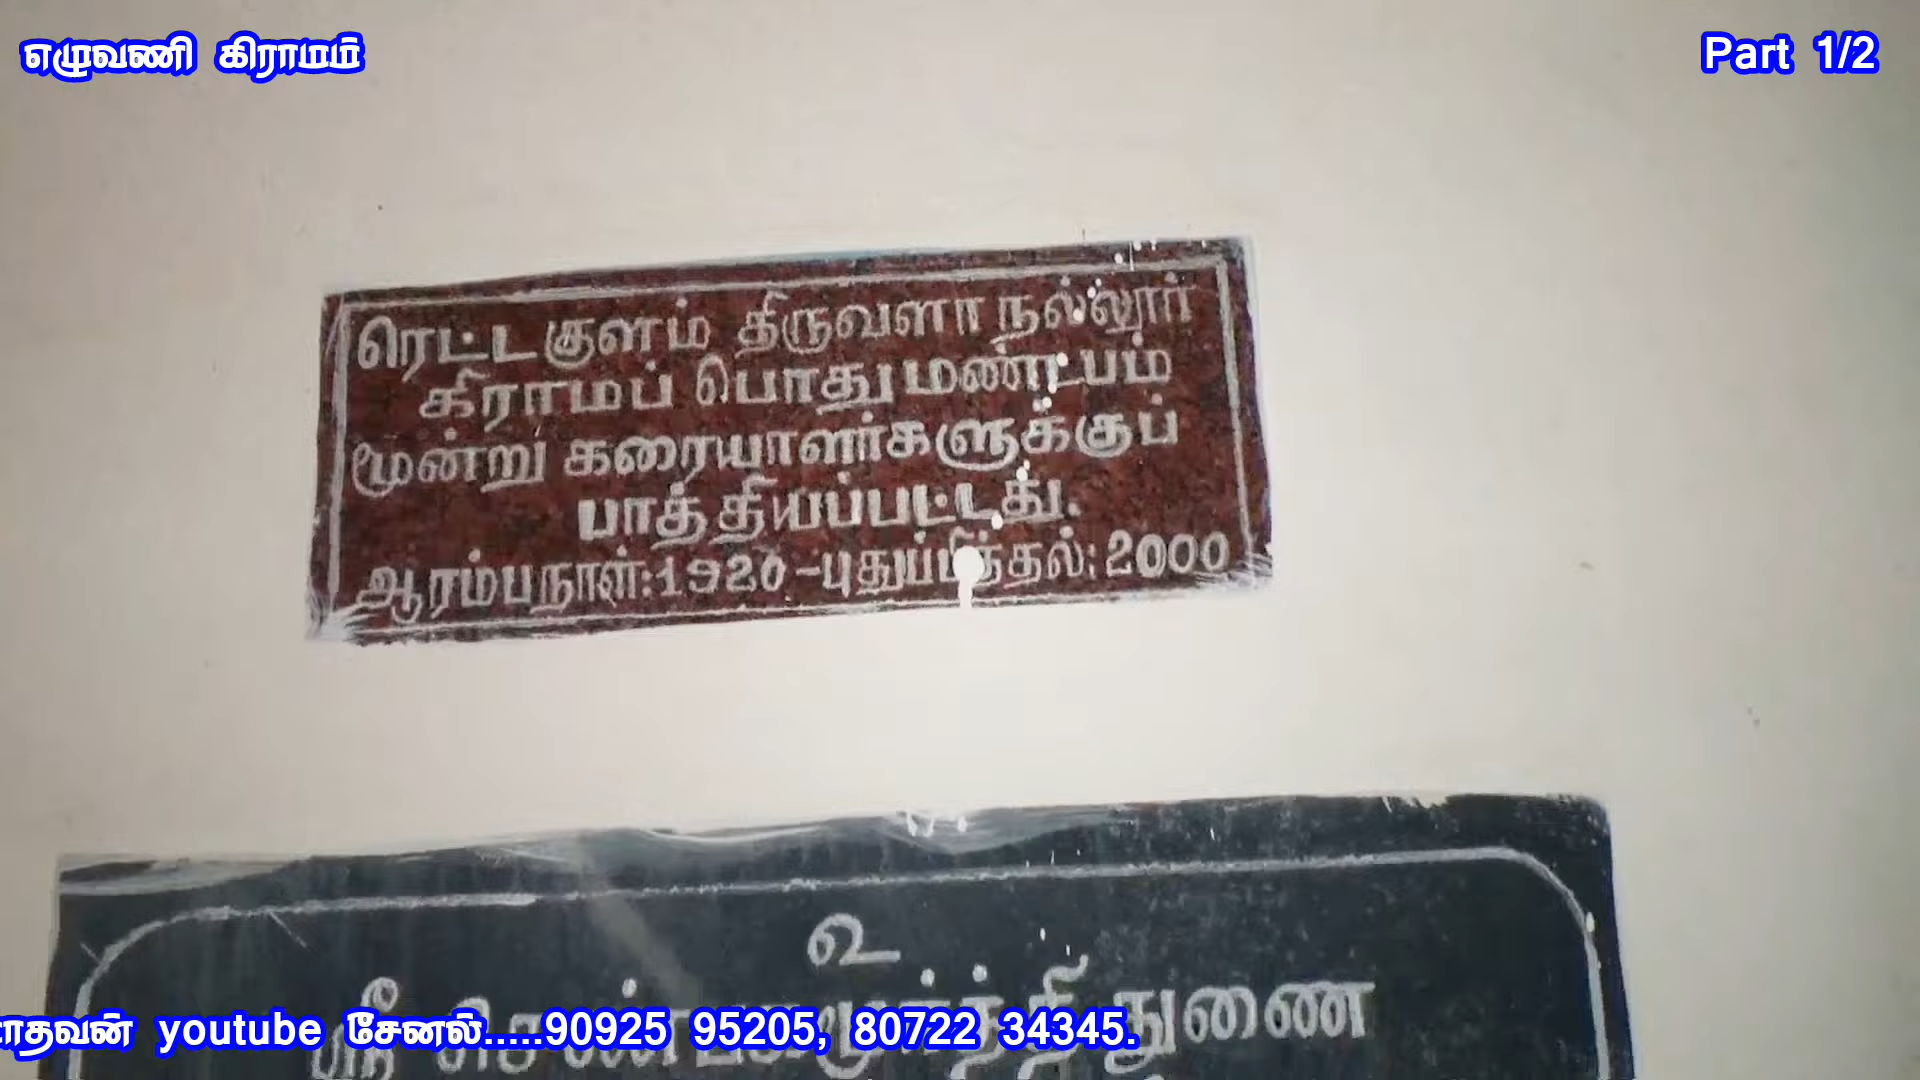 எழுவணி கிராமம்
Part 1/2
ரெட்டகுளம் திருவளாநல்லூர்
கிராமப் பொதுமண்டபம்
மூன்று கரையாளர்களுக்குப்
பாத்தியப்பட்டது.
ஆரம்பநாள்:1920-புதுப்பித்தல்:2000
உ
ஸ்ரீ துணை
youtube சேனல்.....90925 95205, 80722 34345.